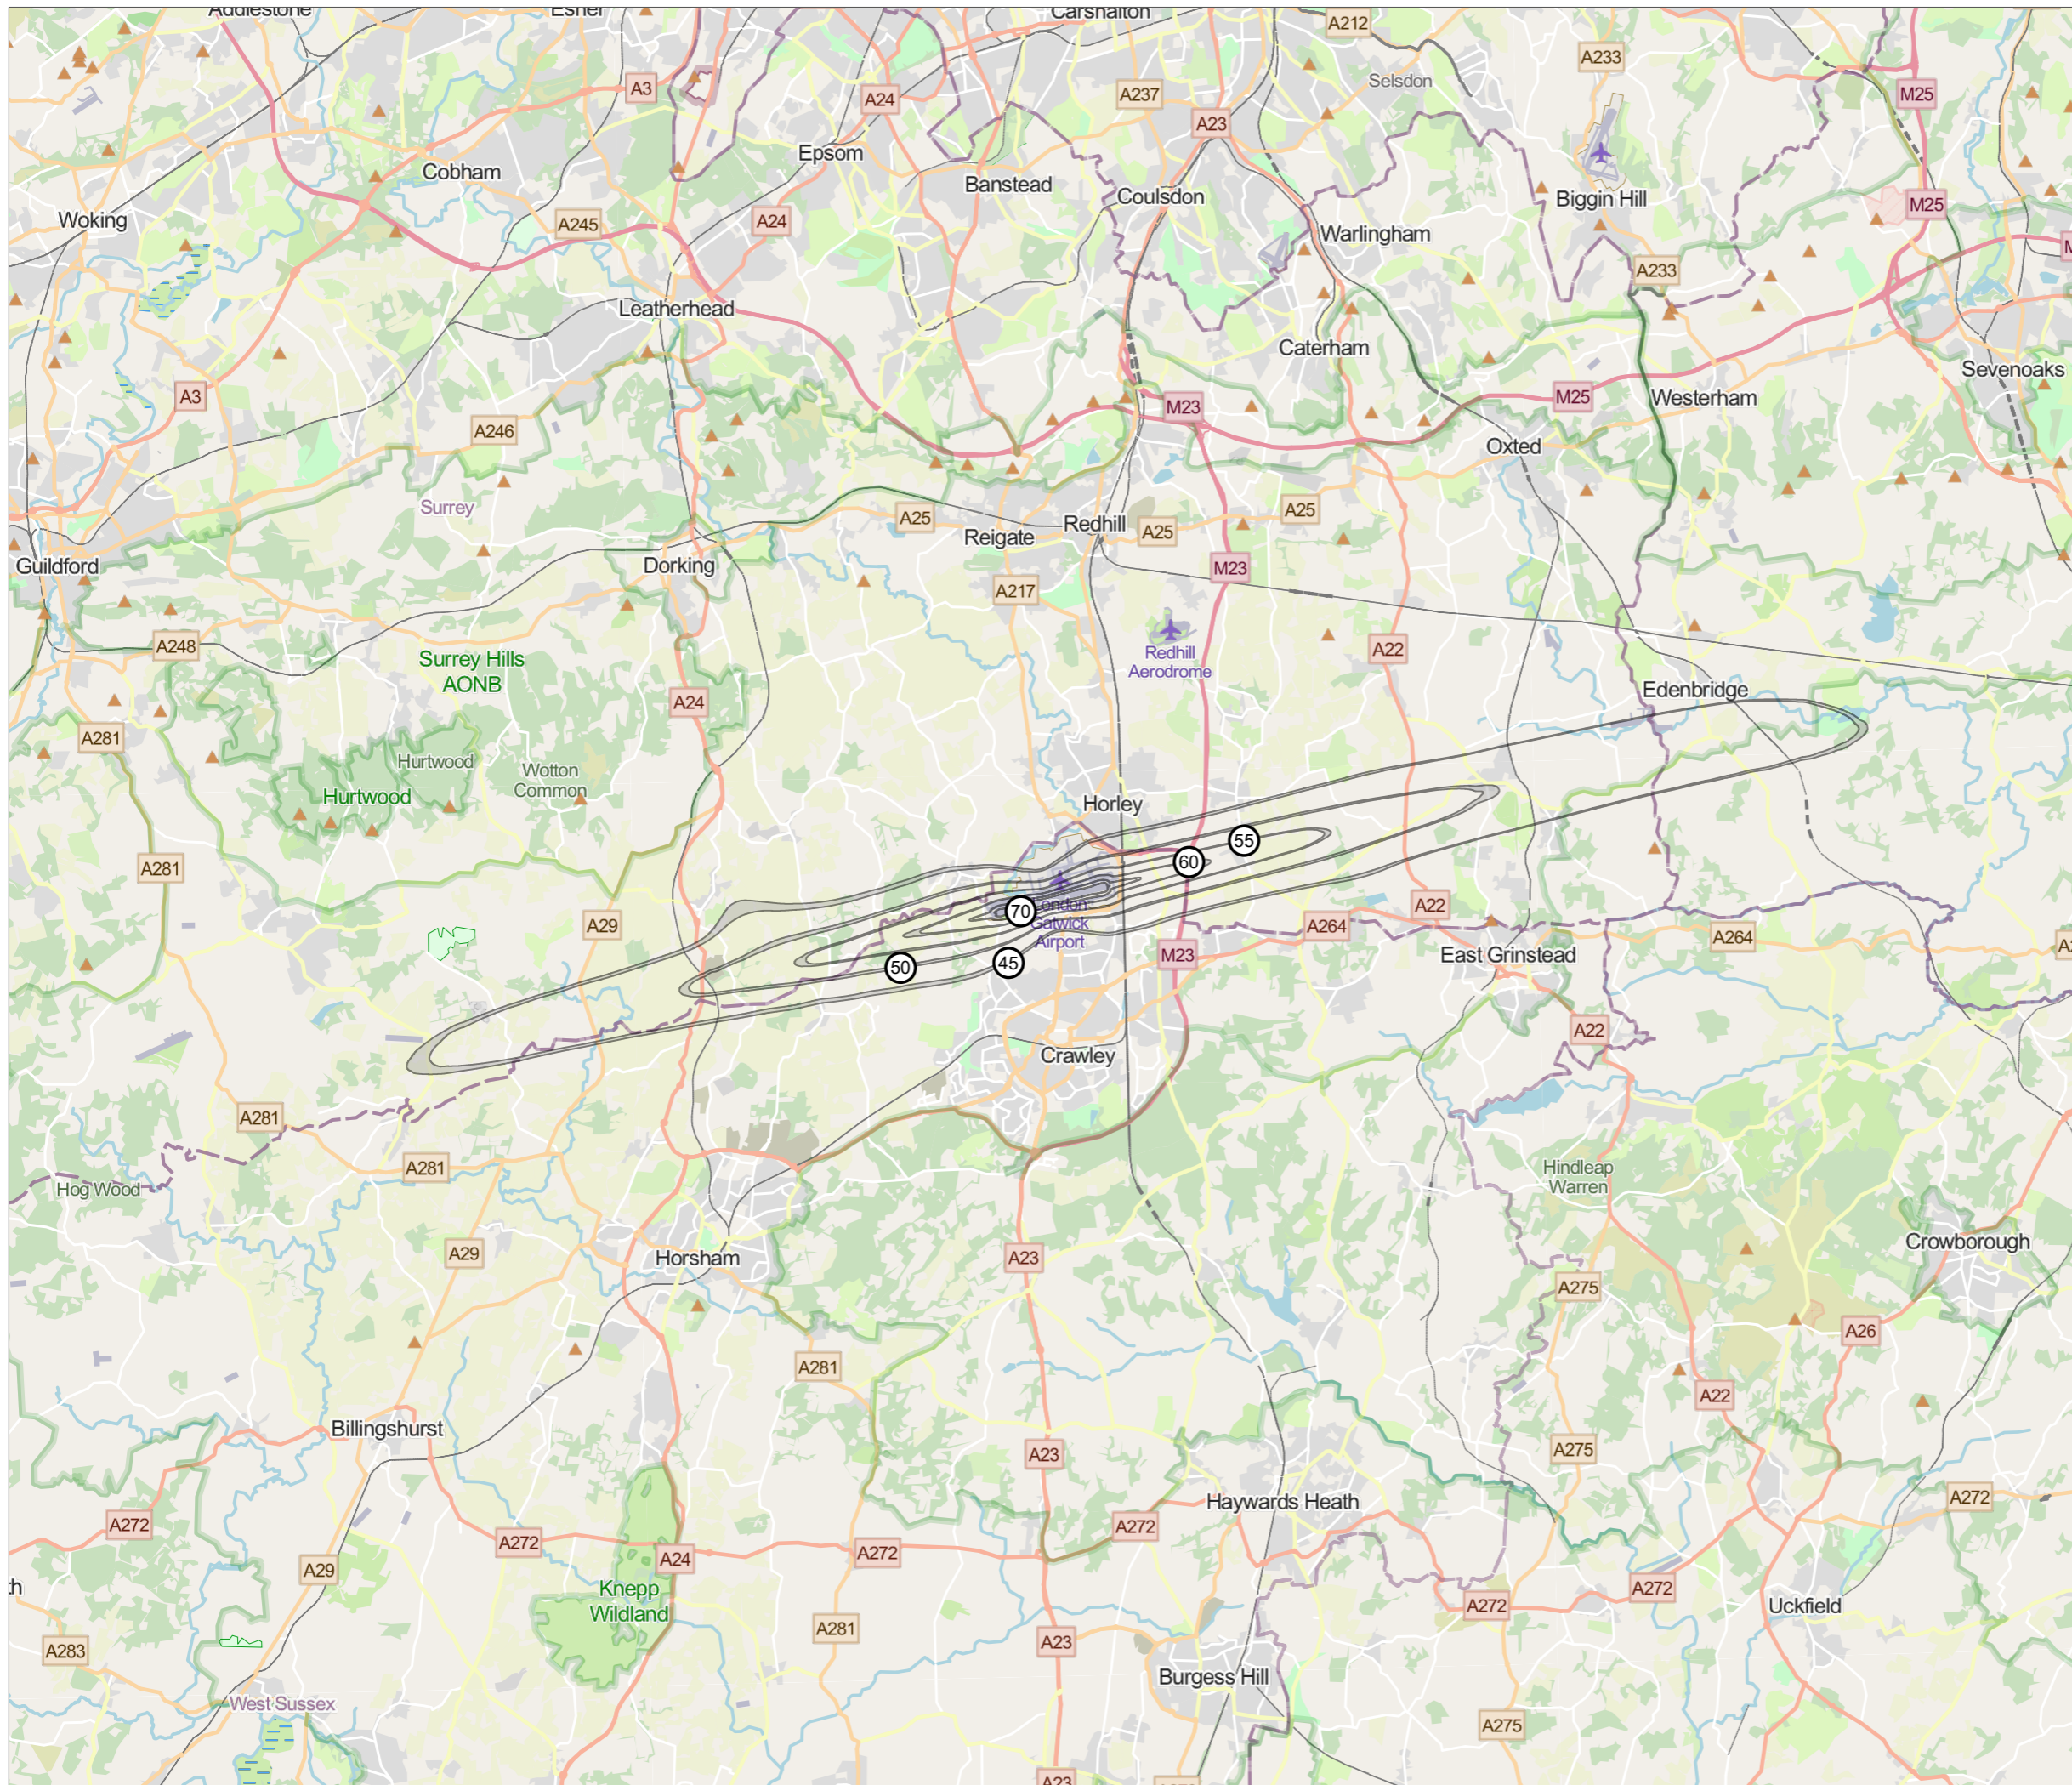 Addlestone
Esher
Carshalton
A212
A233
Selsdon
A3
A24
A237
M25
A23
Epsom
Cobham
Banstead
Coulsdon
Biggin Hill
M25
Woking
A245
A24
Warlingham
A233
Leatherhead
Caterham
Sevenoaks
A3
M23
M25
Westerham
A246
Oxted
Surrey
A25
Reigate
Redhill
A25
A25
Guildford
Dorking
M23
A217
A248
Surrey Hills
AONB
Redhill
Aerodrome
A22
Edenbridge
A24
A281
Hurtwood
Wotton
Common
Hurtwood
Horley
55
60
A281
70
London
Gatwick
Airport
A29
A22
A264
A264
50
45
M23
East Grinstead
A22
Crawley
A281
A281
Hog Wood
Hindleap
Warren
A29
Horsham
A23
Crowborough
A275
A26
A281
A22
Billingshurst
A23
A275
Haywards Heath
A272
A272
A272
A272
A272
A29
A24
Knepp
Wildland
A272
A272
Uckfield
A281
A283
A23
Burgess Hill
West Sussex
A275
A23